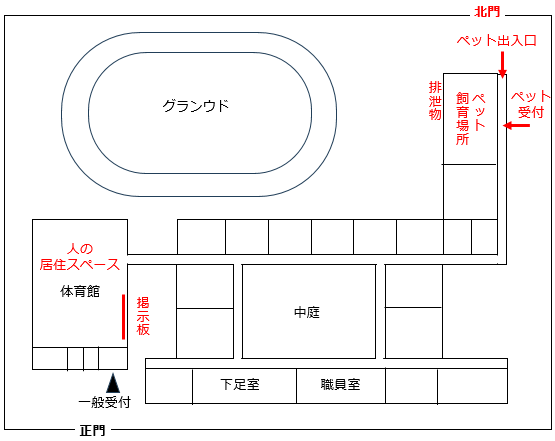 北門
ペット出入口
排泄物
ペット
飼育場所
ペット
受付
グランウド
人の
居住スペース
体育館
掲示板
中庭
下足室
職員室
一般受付
正門